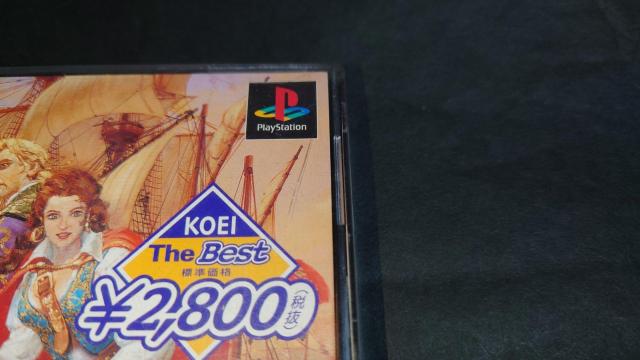 PlayStation
KOEI
The Best
標準価格
¥2,800(税抜)